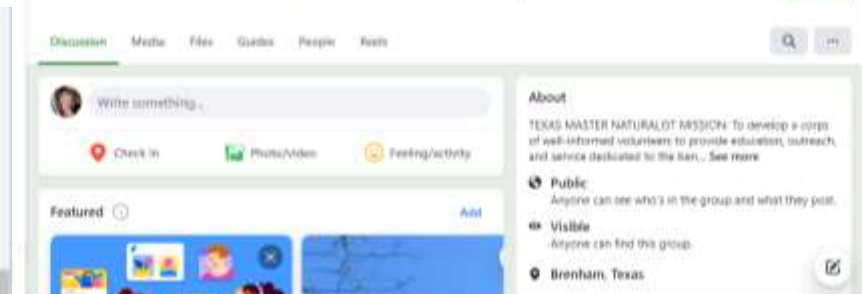 Discussion Media Files Guides People Reels
Write something...
Check in Photo/video Feeling/activity
Featured Add
About
TEXAS MASTER NATURALIST MISSION: To develop a corps
of well-informed volunteers to provide education, outreach,
and service dedicated to the ben... See more
Public
Anyone can see who's in the group and what they post.
Visible
Anyone can find this group.
Brenham, Texas